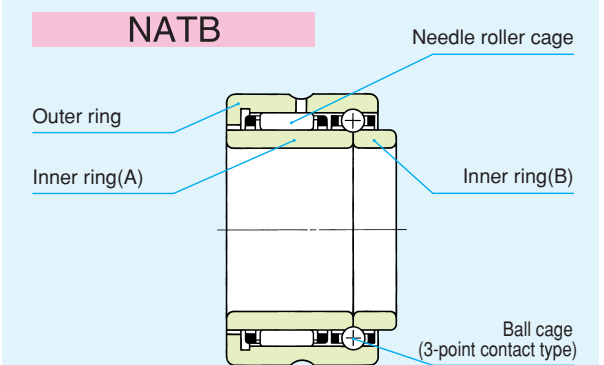 NATB
Needle roller cage
Outer ring
Inner ring(A)
Inner ring(B)
Ball cage
(3-point contact type)